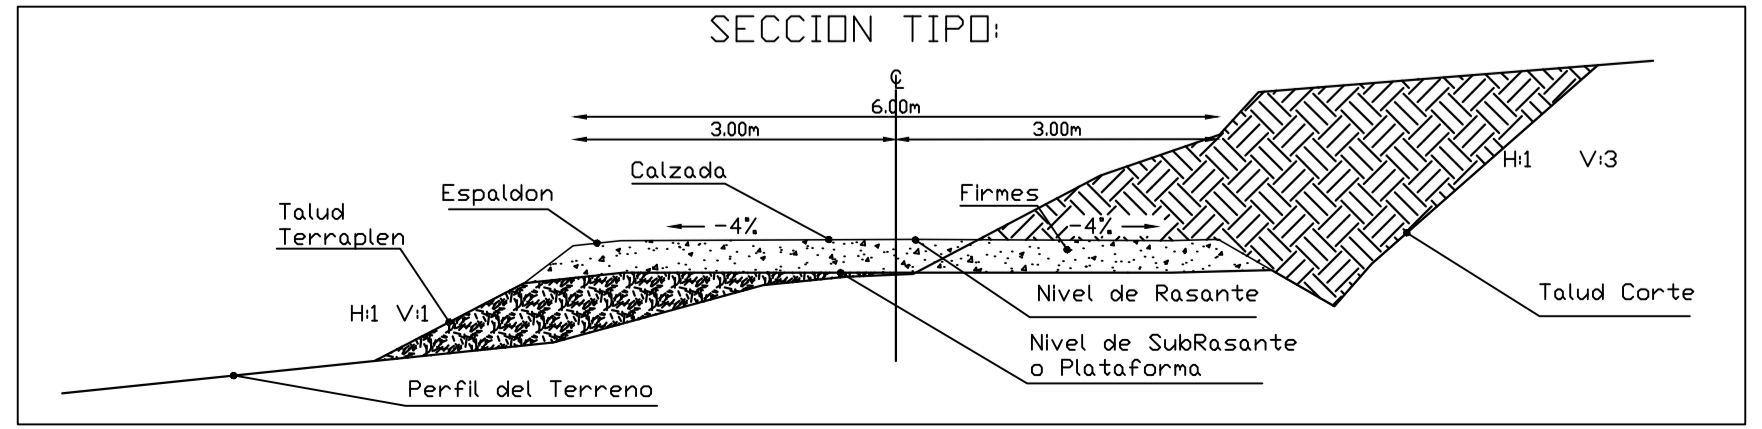 SECCION TIPO:
℄
6.00m
3.00m 3.00m
Calzada
Espaldon
Firmes
H:1 V:3
Talud
Terraplen
-4% -4%
Nivel de Rasante
Talud Corte
H:1 V:1
Nivel de SubRasante
o Plataforma
Perfil del Terreno